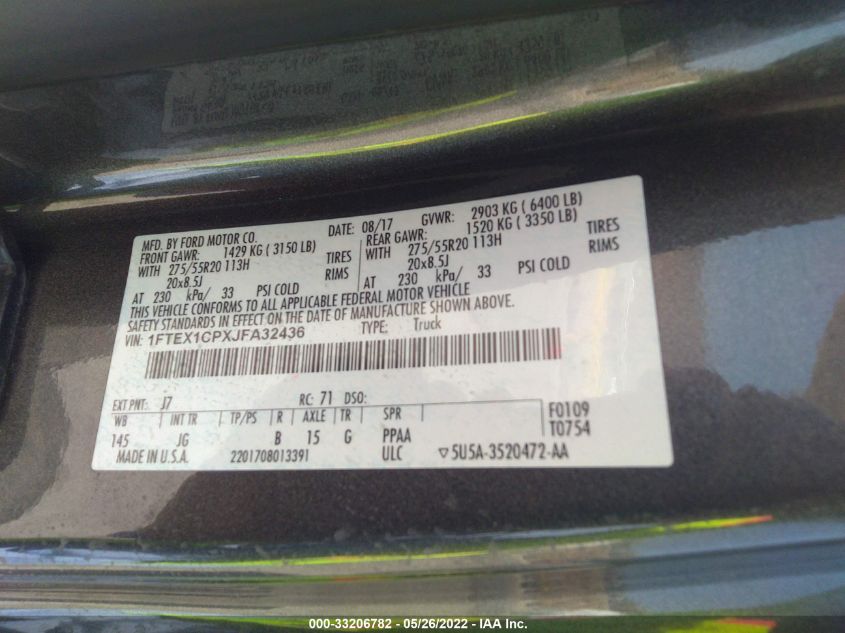 MFD. BY FORD MOTOR CO. DATE: 08/17 GVWR: 2903 KG ( 6400 LB)
FRONT GAWR: 1429 KG ( 3150 LB) REAR GAWR: 1520 KG ( 3350 LB)
WITH 275/55R20 113H TIRES WITH 275/55R20 113H TIRES
20x8.5J RIMS 20x8.5J RIMS
AT 230 kPa/ 33 PSI COLD AT 230 kPa/ 33 PSI COLD
THIS VEHICLE CONFORMS TO ALL APPLICABLE FEDERAL MOTOR VEHICLE
SAFETY STANDARDS IN EFFECT ON THE DATE OF MANUFACTURE SHOWN ABOVE.
VIN: 1FTEX1CPXJFA32436 TYPE: Truck
EXT PNT: J7 RC: 71 DSO:
WB INT TR TP/PS R AXLE TR SPR F0109
145 JG B 15 G PPAA T0754
MADE IN U.S.A. 2201708013391 ULC ▽5U5A-3520472-AA
000-33206782 - 05/26/2022 - IAA Inc.